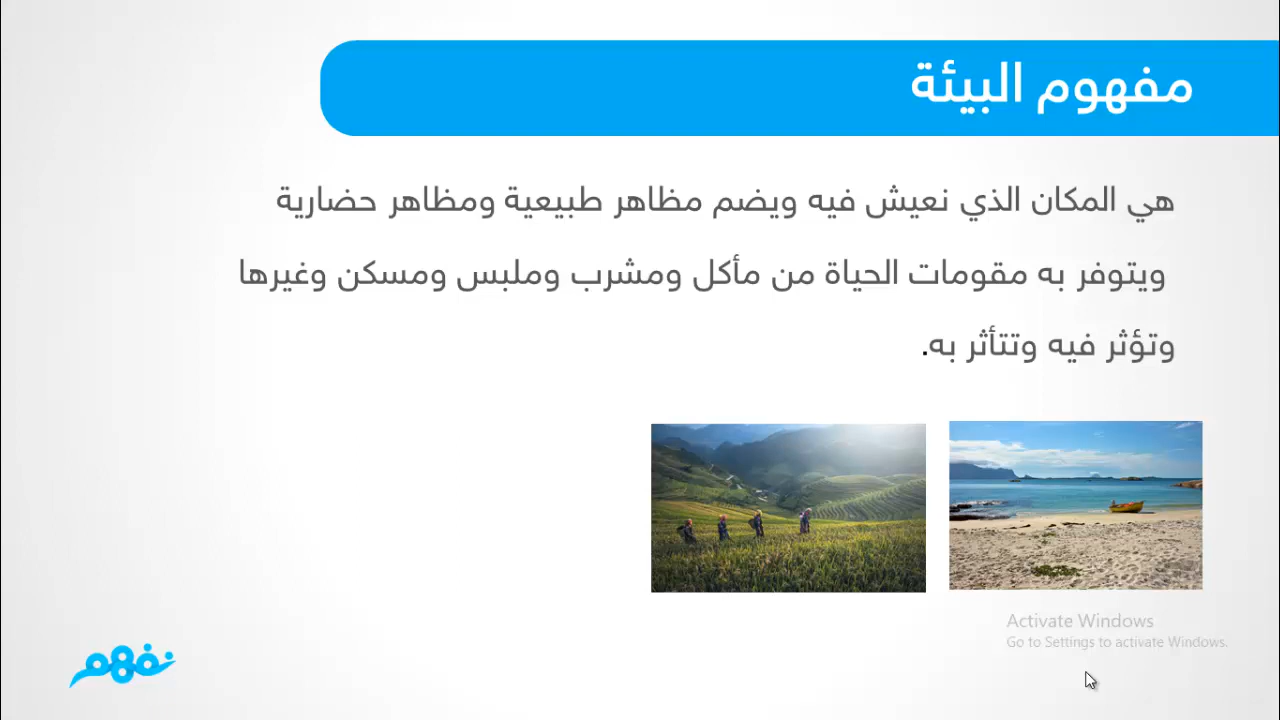 مفهوم البيئة
هي المكان الذي نعيش فيه ويضم مظاهر طبيعية ومظاهر حضارية
ويتوفر به مقومات الحياة من مأكل ومشرب وملبس ومسكن وغيرها
وتؤثر فيه وتتأثر به.
Activate Windows
Go to Settings to activate Windows.
نفهم